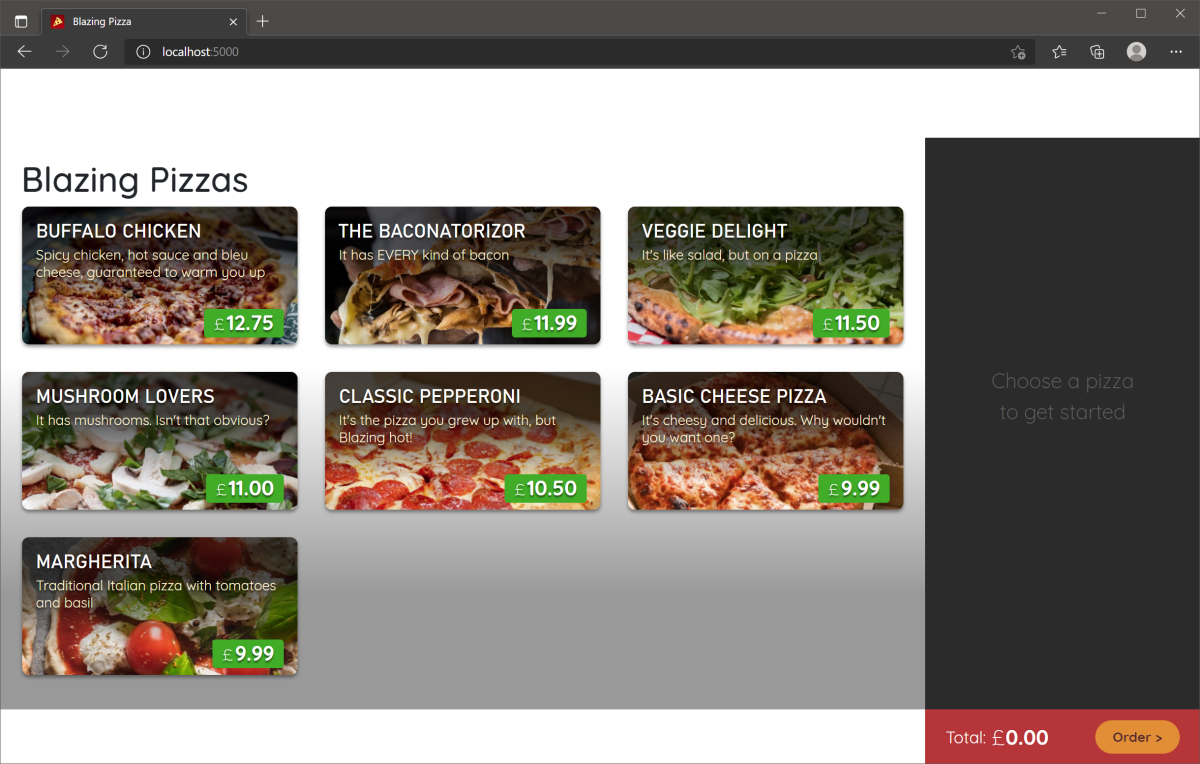 Blazing Pizza
localhost:5000
Blazing Pizzas
BUFFALO CHICKEN
Spicy chicken, hot sauce and bleu
cheese, guaranteed to warm you up
£12.75
THE BACONATORIZOR
It has EVERY kind of bacon
£11.99
VEGGIE DELIGHT
It's like salad, but on a pizza
£11.50
MUSHROOM LOVERS
It has mushrooms. Isn't that obvious?
£11.00
CLASSIC PEPPERONI
It's the pizza you grew up with, but
Blazing hot!
£10.50
BASIC CHEESE PIZZA
It's cheesy and delicious. Why wouldn't
you want one?
£9.99
MARGHERITA
Traditional Italian pizza with tomatoes
and basil
£9.99
Choose a pizza
to get started
Total: £0.00
Order >